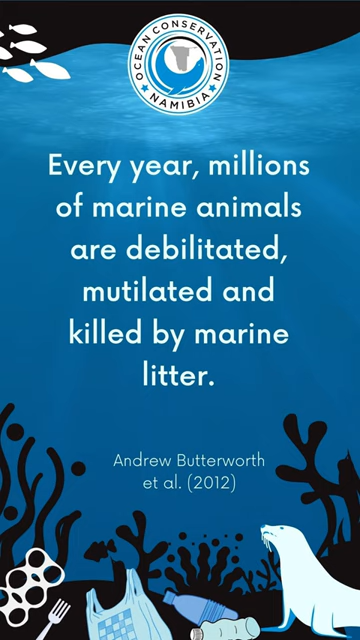 OCEAN CONSERVATION
NAMIBIA
Every year, millions
of marine animals
are debilitated,
mutilated and
killed by marine
litter.
Andrew Butterworth
et al. (2012)